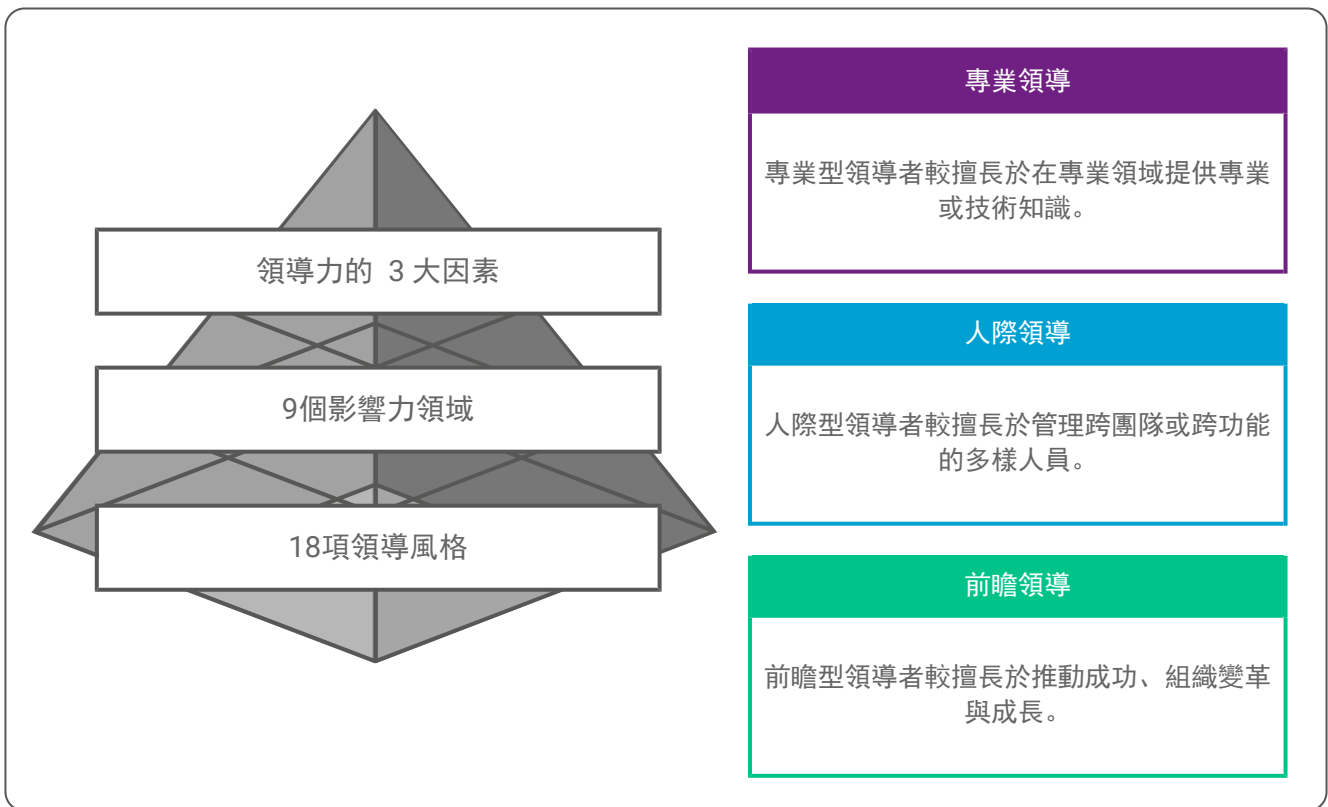 領導力的 3 大因素
9個影響力領域
18項領導風格
專業領導
專業型領導者較擅長於在專業領域提供專業
或技術知識。
人際領導
人際型領導者較擅長於管理跨團隊或跨功能
的多樣人員。
前瞻領導
前瞻型領導者較擅長於推動成功、組織變革
與成長。